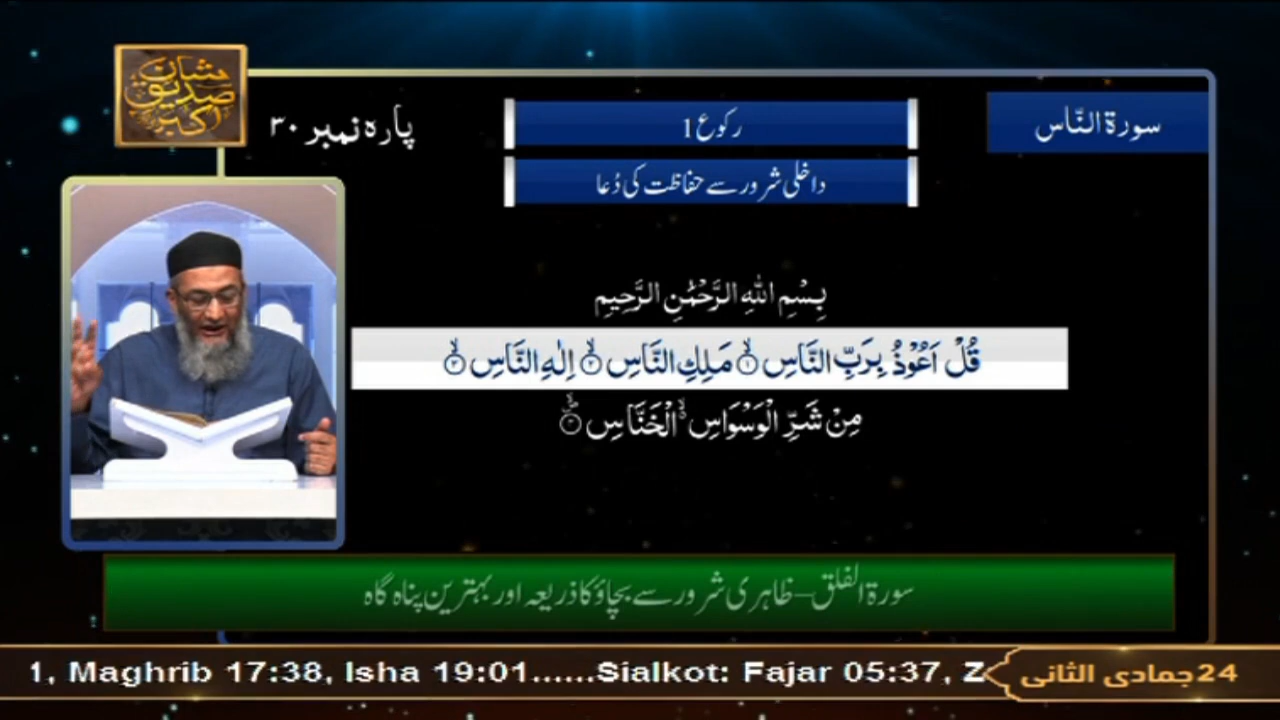 شان
صدیق
اکبر
پارہ نمبر ۳۰
رکوع 1
سورۃ النّاس
داخلی شرور سے حفاظت کی دُعا
بِسْمِ اللهِ الرَّحْمٰنِ الرَّحِيْمِ
قُلْ اَعُوْذُ بِرَبِّ النَّاسِ ۙ﴿۱﴾ مَلِكِ النَّاسِ ۙ﴿۲﴾ اِلٰهِ النَّاسِ ۙ﴿۳﴾
مِنْ شَرِّ الْوَسْوَاسِ ۙ الْخَنَّاسِ ۪ۙ﴿۴﴾
سورۃ الفلق – ظاہری شرور سے بچاؤ کا ذریعہ اور بہترین پناہ گاہ
1, Maghrib 17:38, Isha 19:01......Sialkot: Fajar 05:37, Z
24 جمادی الثانی